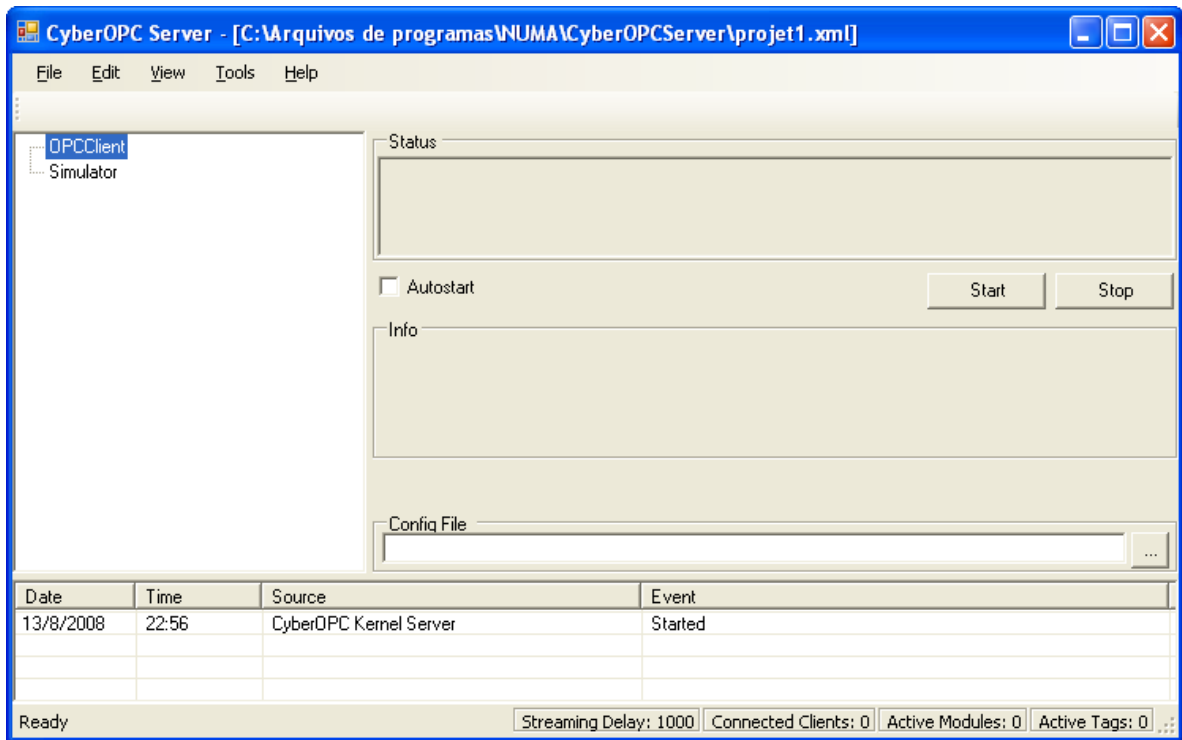 CyberOPC Server - [C:\Arquivos de programas\NUMA\CyberOPCServer\projet1.xml]
File Edit View Tools Help
OPCClient
Simulator
Status
Autostart
Start
Stop
Info
Config File
...
Date Time Source Event
13/8/2008 22:56 CyberOPC Kernel Server Started
Ready Streaming Delay: 1000 Connected Clients: 0 Active Modules: 0 Active Tags: 0